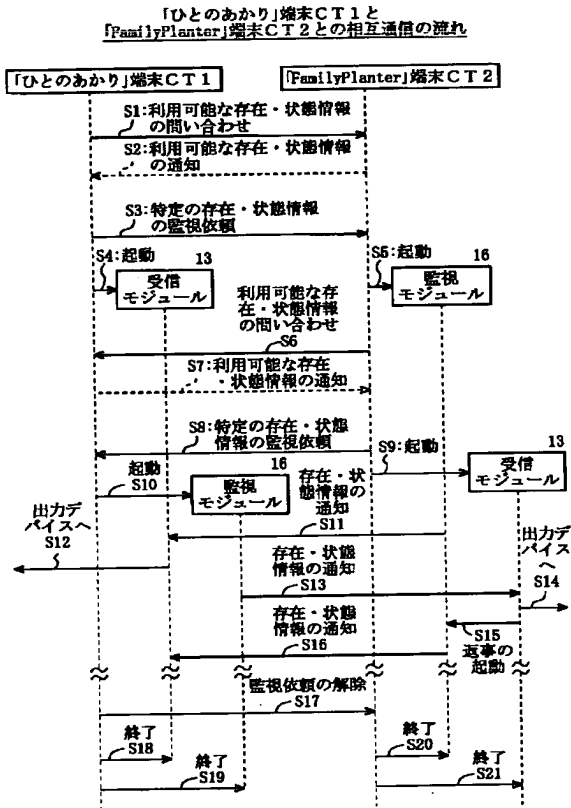 「ひとのあかり」端末CT1と
「FamilyPlanter」端末CT2との相互通信の流れ
「ひとのあかり」端末CT1
「FamilyPlanter」端末CT2
S1:利用可能な存在・状態情報
の問い合わせ
S2:利用可能な存在・状態情報
の通知
S3:特定の存在・状態情報
の監視依頼
S4:起動
13
受信
モジュール
S5:起動
16
監視
モジュール
利用可能な存
在・状態情報
の問い合わせ
S6
S7:利用可能な存在
・状態情報の通知
S8:特定の存在・状態
情報の監視依頼
S9:起動
13
受信
モジュール
起動
S10
16
監視
モジュール
存在・状
態情報の
通知
S11
出力デ
バイスへ
S12
存在・状態
情報の通知
S13
出力デ
バイスへ
S14
存在・状態
情報の通知
S16
S15
返事の
起動
監視依頼の解除
S17
終了
S18
終了
S19
終了
S20
終了
S21